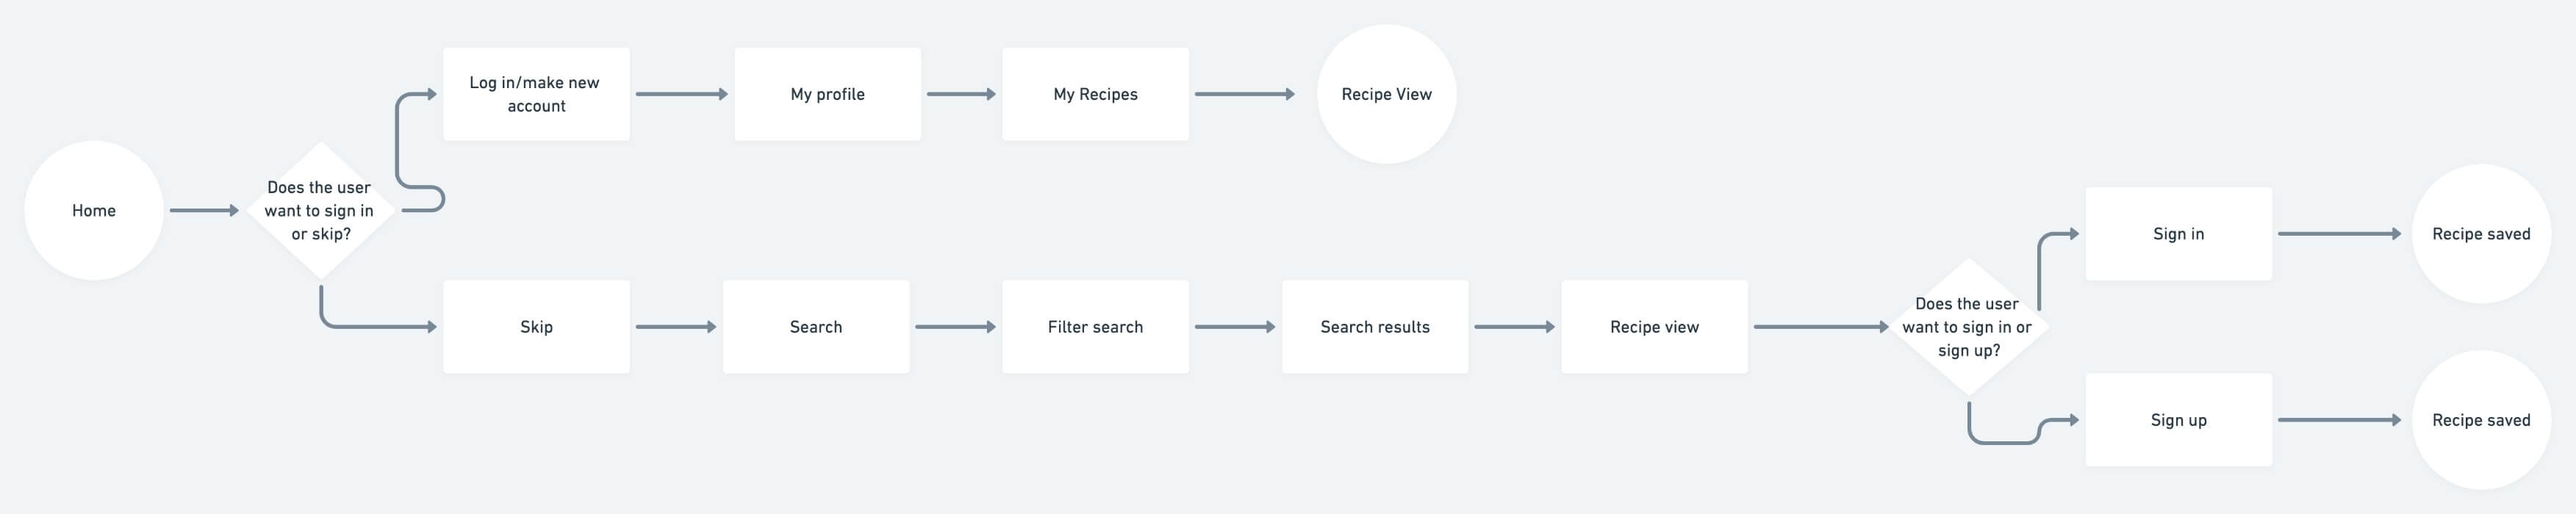 Home
Does the user
want to sign in
or skip?
Log in/make new
account
My profile
My Recipes
Recipe View
Skip
Search
Filter search
Search results
Recipe view
Does the user
want to sign in or
sign up?
Sign in
Recipe saved
Sign up
Recipe saved